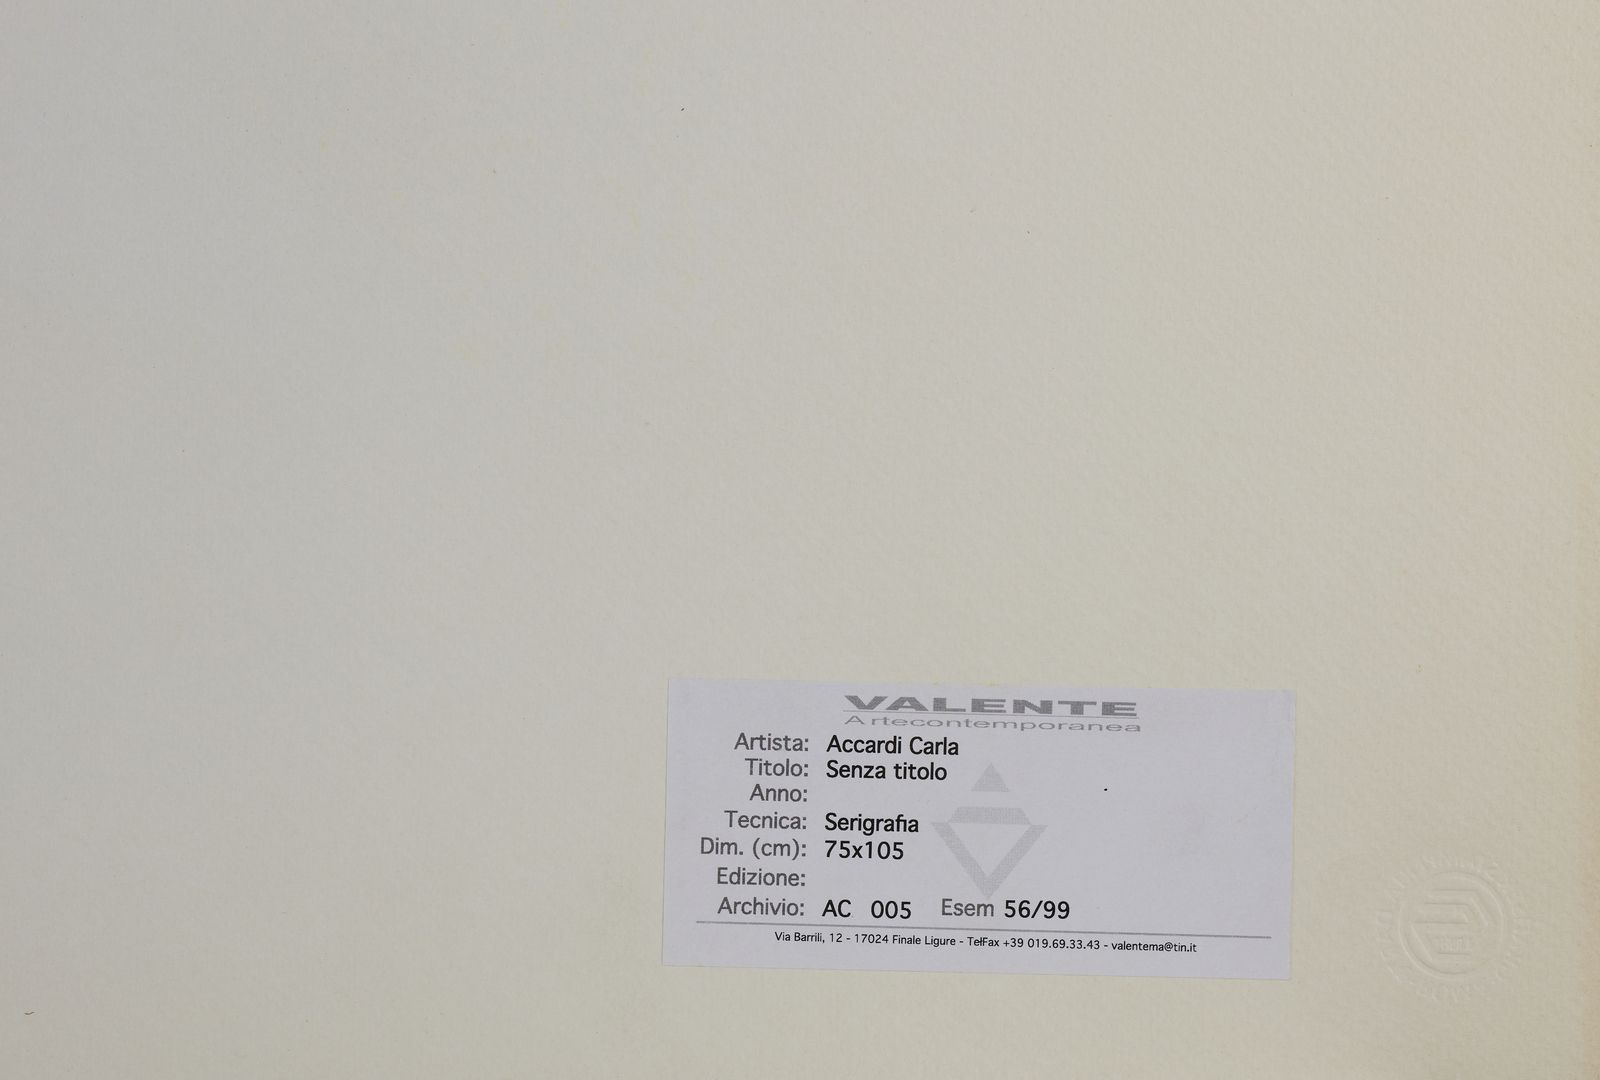 VALENTE
Artecontemporanea
Artista: Accardi Carla
Titolo: Senza titolo
Anno:
Tecnica: Serigrafia
Dim. (cm): 75x105
Edizione:
Archivio: AC 005 Esem 56/99
Via Barrili, 12 - 17024 Finale Ligure - TelFax +39 019.69.33.43 - valentema@tin.it